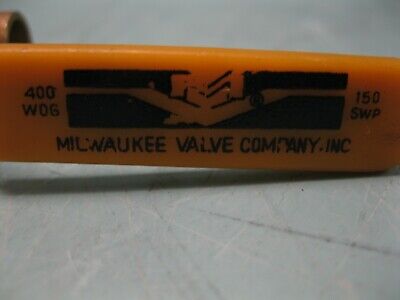 400 WOG
150 SWP
®
MILWAUKEE VALVE COMPANY, INC